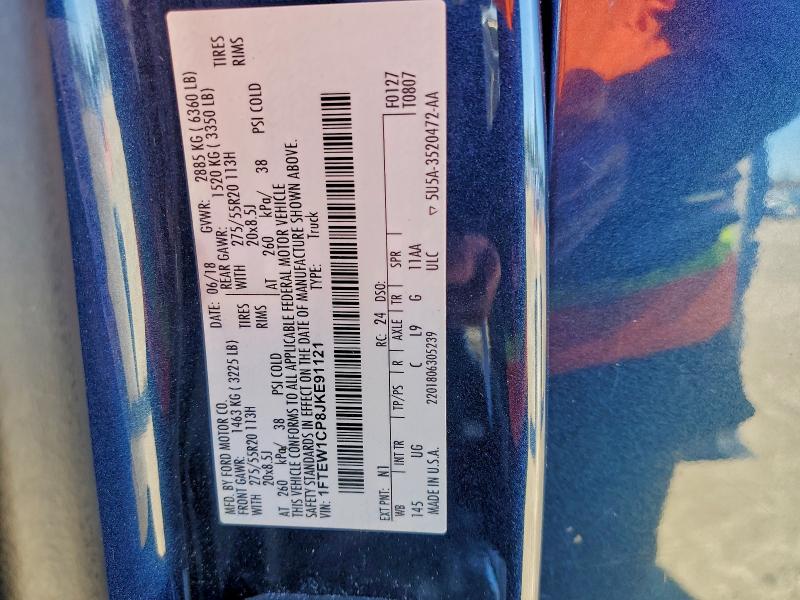 MFD. BY FORD MOTOR CO.
DATE: 06/18 GVWR: 2885 KG ( 6360 LB)
FRONT GAWR: 1463 KG ( 3225 LB) REAR GAWR: 1520 KG ( 3350 LB)
WITH 275/55R20 113H TIRES WITH 275/55R20 113H TIRES
20x8.5J RIMS 20x8.5J RIMS
AT 260 kPa/ 38 PSI COLD AT 260 kPa/ 38 PSI COLD
THIS VEHICLE CONFORMS TO ALL APPLICABLE FEDERAL MOTOR VEHICLE
SAFETY STANDARDS IN EFFECT ON THE DATE OF MANUFACTURE SHOWN ABOVE.
VIN: 1FTEW1CP8JKE91121 TYPE: Truck
F0127
T0807
EXT PNT: N1 RC: 24 DSO:
WB INT TR TP/PS R AXLE TR SPR
145 UG C L9 G 11AA
MADE IN U.S.A. 2201806305239 ULC
▽ 5U5A-3520472-AA